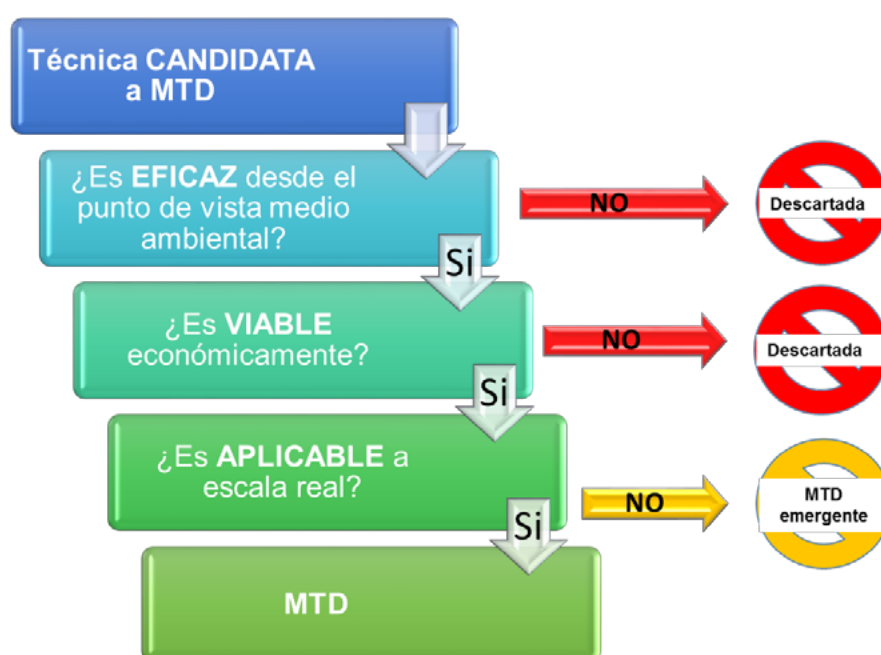 Técnica CANDIDATA
a MTD
¿Es EFICAZ desde el
punto de vista medio
ambiental?
NO
Descartada
Si
¿Es VIABLE
económicamente?
NO
Descartada
Si
¿Es APLICABLE a
escala real?
NO
MTD
emergente
Si
MTD